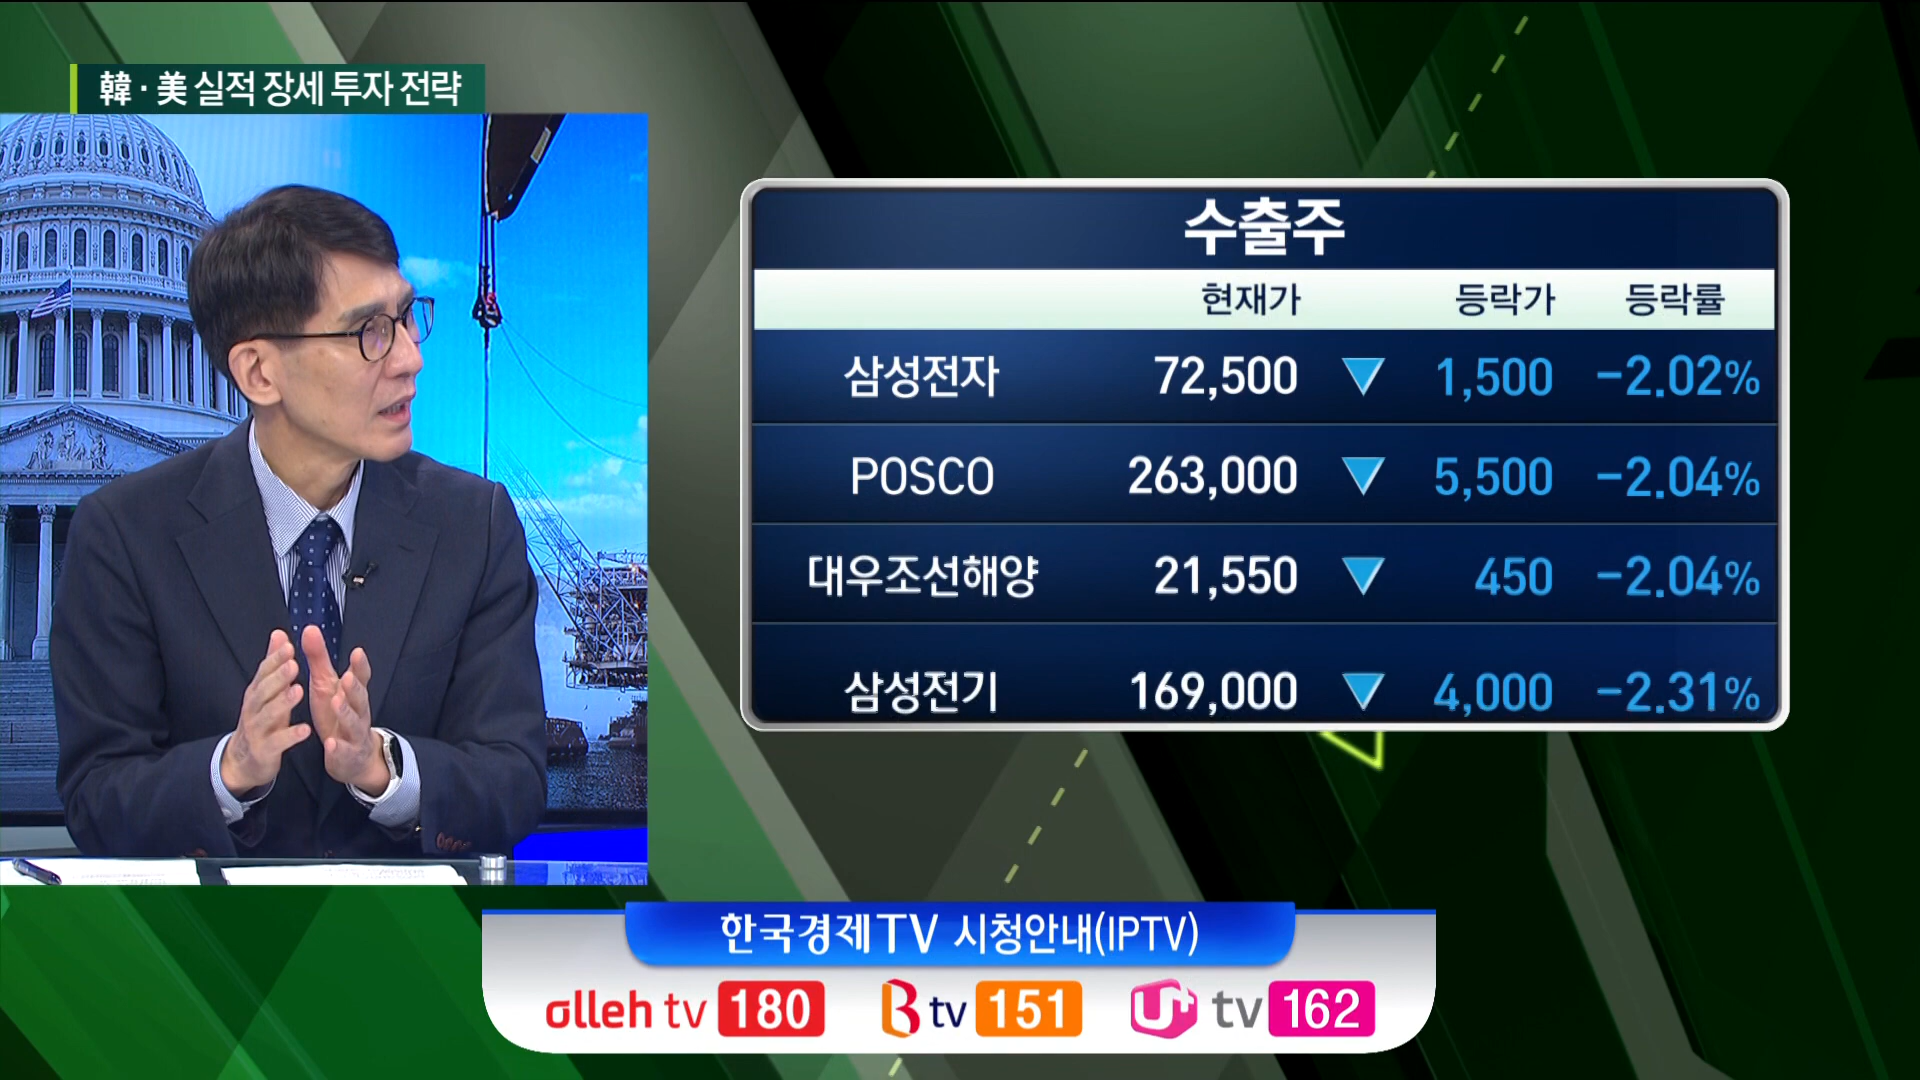 韓·美 실적 장세 투자 전략
수출주
현재가 등락가 등락률
삼성전자 72,500 ▼ 1,500 -2.02%
POSCO 263,000 ▼ 5,500 -2.04%
대우조선해양 21,550 ▼ 450 -2.04%
삼성전기 169,000 ▼ 4,000 -2.31%
한국경제TV 시청안내(IPTV)
olleh tv 180 B tv 151 U+ tv 162